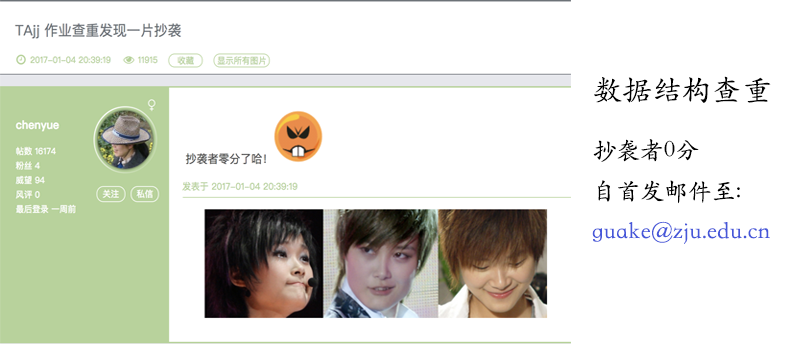 TAjj 作业查重发现一片抄袭
2017-01-04 20:39:19 11915 收藏 显示所有图片
chenyue
帖数 16174
粉丝 4
威望 94
风评 0
最后登录 一周前
关注 私信
抄袭者零分了哈!
发表于 2017-01-04 20:39:19
数据结构查重
抄袭者0分
自首发邮件至:
guake@zju.edu.cn